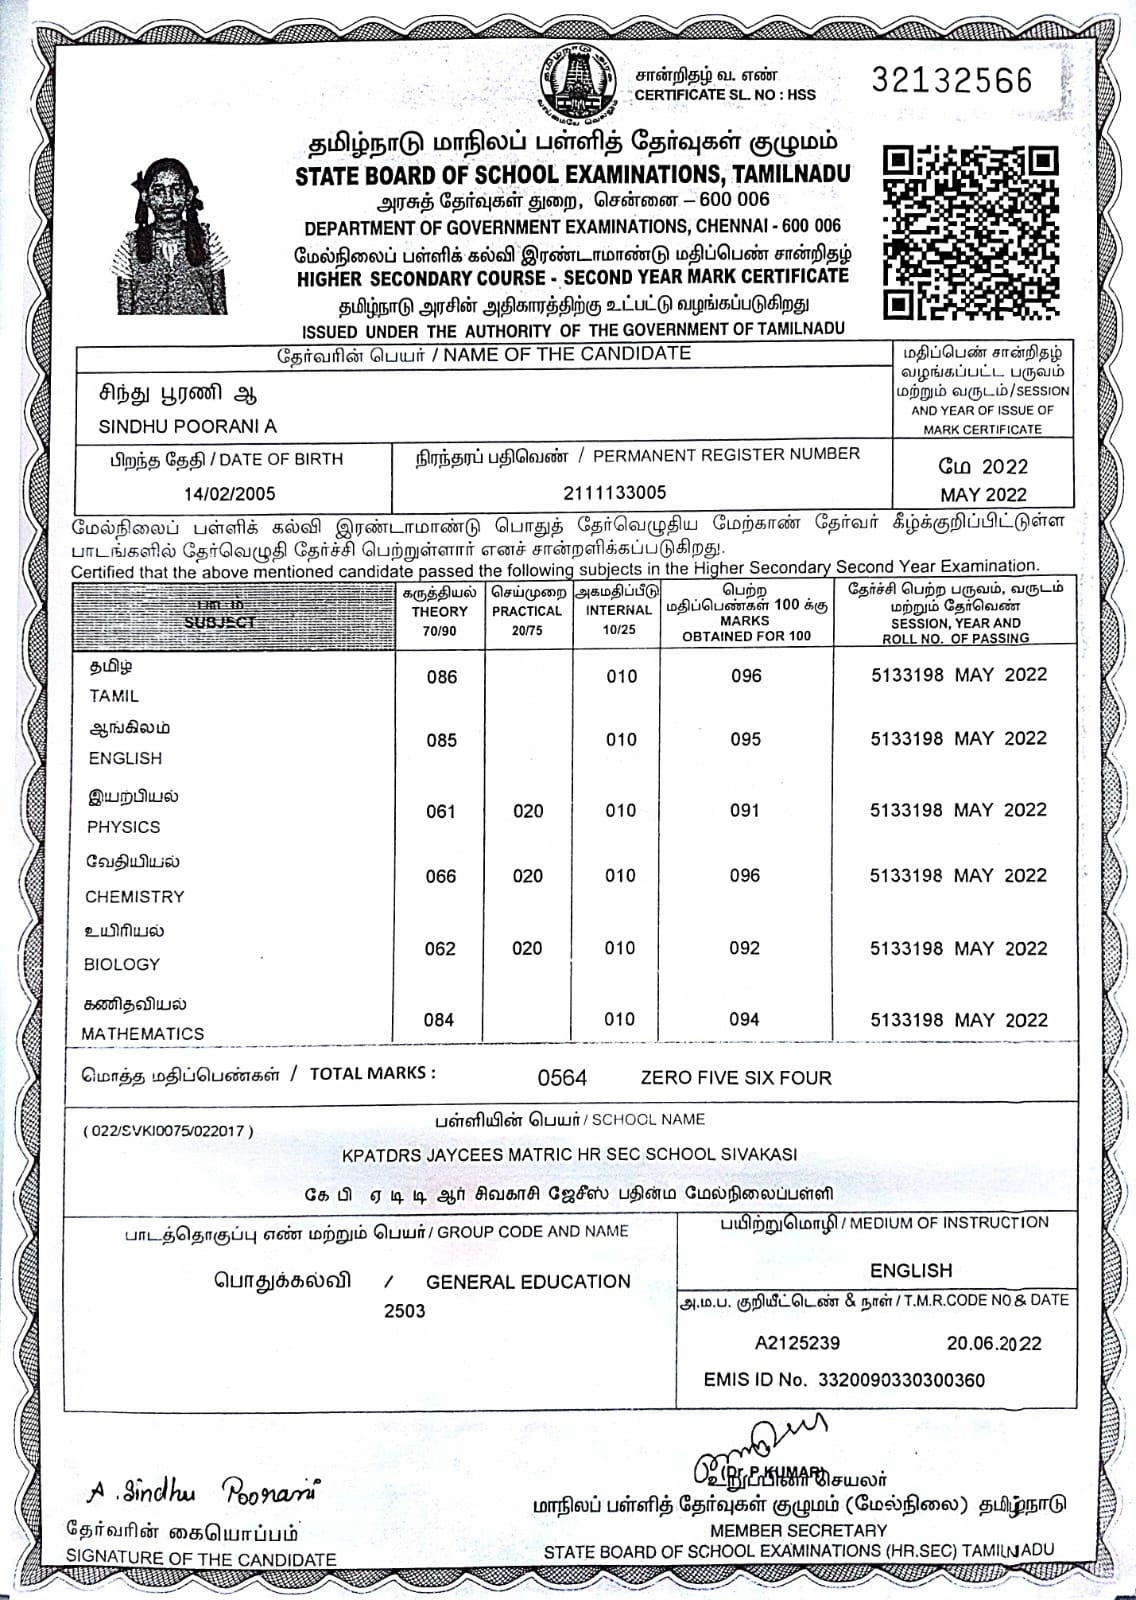 சான்றிதழ் வ. எண்
CERTIFICATE SL. NO : HSS
32132566
தமிழ்நாடு மாநிலப் பள்ளித் தேர்வுகள் குழுமம்
STATE BOARD OF SCHOOL EXAMINATIONS, TAMILNADU
அரசுத் தேர்வுகள் துறை, சென்னை – 600 006
DEPARTMENT OF GOVERNMENT EXAMINATIONS, CHENNAI - 600 006
மேல்நிலைப் பள்ளிக் கல்வி இரண்டாமாண்டு மதிப்பெண் சான்றிதழ்
HIGHER SECONDARY COURSE - SECOND YEAR MARK CERTIFICATE
தமிழ்நாடு அரசின் அதிகாரத்திற்கு உட்பட்டு வழங்கப்படுகிறது
ISSUED UNDER THE AUTHORITY OF THE GOVERNMENT OF TAMILNADU
தேர்வரின் பெயர் / NAME OF THE CANDIDATE
சிந்து பூரணி ஆ
SINDHU POORANI A
மதிப்பெண் சான்றிதழ்
வழங்கப்பட்ட பருவம்
மற்றும் வருடம்/SESSION
AND YEAR OF ISSUE OF
MARK CERTIFICATE
பிறந்த தேதி / DATE OF BIRTH
14/02/2005
நிரந்தரப் பதிவெண் / PERMANENT REGISTER NUMBER
2111133005
மே 2022
MAY 2022
மேல்நிலைப் பள்ளிக் கல்வி இரண்டாமாண்டு பொதுத் தேர்வெழுதிய மேற்காண் தேர்வர் கீழ்க்குறிப்பிட்டுள்ள
பாடங்களில் தேர்வெழுதி தேர்ச்சி பெற்றுள்ளார் எனச் சான்றளிக்கப்படுகிறது.
Certified that the above mentioned candidate passed the following subjects in the Higher Secondary Second Year Examination.
பாடம்
SUBJECT
கருத்தியல்
THEORY
70/90
செய்முறை
PRACTICAL
20/75
அகமதிப்பீடு
INTERNAL
10/25
பெற்ற
மதிப்பெண்கள் 100 க்கு
MARKS
OBTAINED FOR 100
தேர்ச்சி பெற்ற பருவம், வருடம்
மற்றும் தேர்வெண்
SESSION, YEAR AND
ROLL NO. OF PASSING
தமிழ்
TAMIL 086 010 096 5133198 MAY 2022
ஆங்கிலம்
ENGLISH 085 010 095 5133198 MAY 2022
இயற்பியல்
PHYSICS 061 020 010 091 5133198 MAY 2022
வேதியியல்
CHEMISTRY 066 020 010 096 5133198 MAY 2022
உயிரியல்
BIOLOGY 062 020 010 092 5133198 MAY 2022
கணிதவியல்
MATHEMATICS 084 010 094 5133198 MAY 2022
மொத்த மதிப்பெண்கள் / TOTAL MARKS : 0564 ZERO FIVE SIX FOUR
பள்ளியின் பெயர் / SCHOOL NAME
( 022/SVKI0075/022017 )
KPATDRS JAYCEES MATRIC HR SEC SCHOOL SIVAKASI
கே பி ஏ டி டி ஆர் சிவகாசி ஜேசீஸ் பதின்ம மேல்நிலைப்பள்ளி
பாடத்தொகுப்பு எண் மற்றும் பெயர் / GROUP CODE AND NAME
பொதுக்கல்வி / GENERAL EDUCATION
2503
பயிற்றுமொழி / MEDIUM OF INSTRUCTION
ENGLISH
அ.ம.ப. குறியீட்டெண் & நாள் / T.M.R.CODE NO & DATE
A2125239 20.06.2022
EMIS ID No. 3320090330300360
A. Sindhu Poorani
தேர்வரின் கையொப்பம்
SIGNATURE OF THE CANDIDATE
(Dr.P.KUMAR)
உறுப்பினர் செயலர்
மாநிலப் பள்ளித் தேர்வுகள் குழுமம் (மேல்நிலை) தமிழ்நாடு
MEMBER SECRETARY
STATE BOARD OF SCHOOL EXAMINATIONS (HR.SEC) TAMILNADU